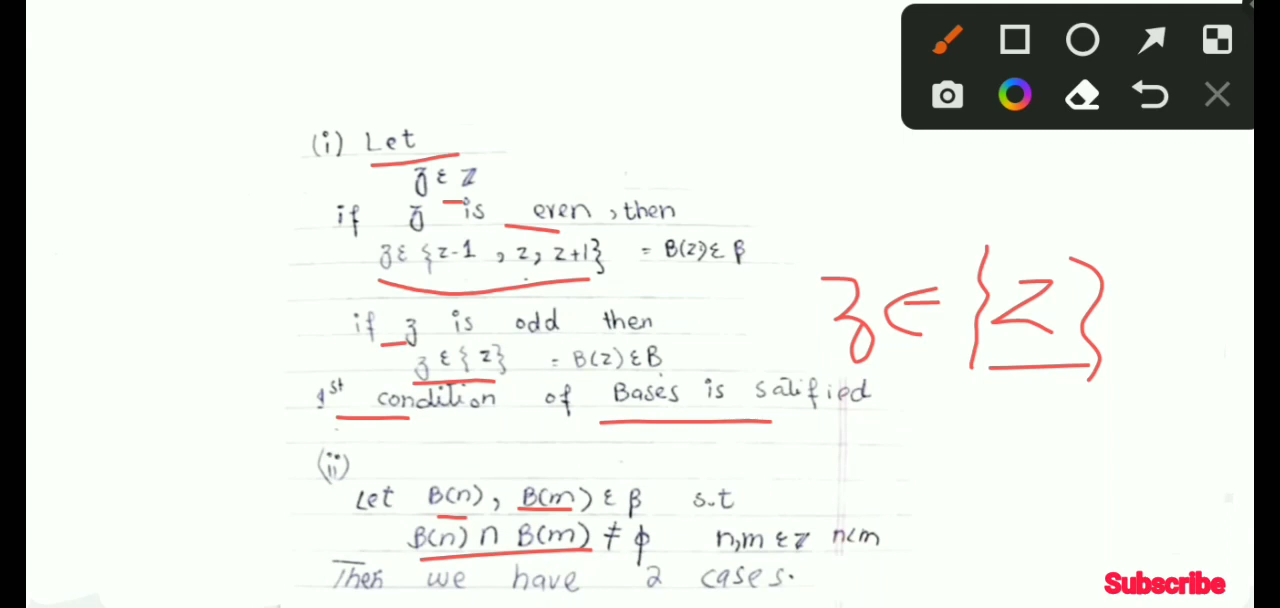 (i) Let
z ε Z
if z is even, then
z ε {z-1, z, z+1} = B(z) ε β
z ∈ {z}
if z is odd then
z ε {z} = B(z) ε B
1st condition of Bases is satified
(ii)
Let B(n), B(m) ε β s.t
B(n) ∩ B(m) ≠ ϕ n,m ε z n<m
Then we have 2 cases.
Subscribe